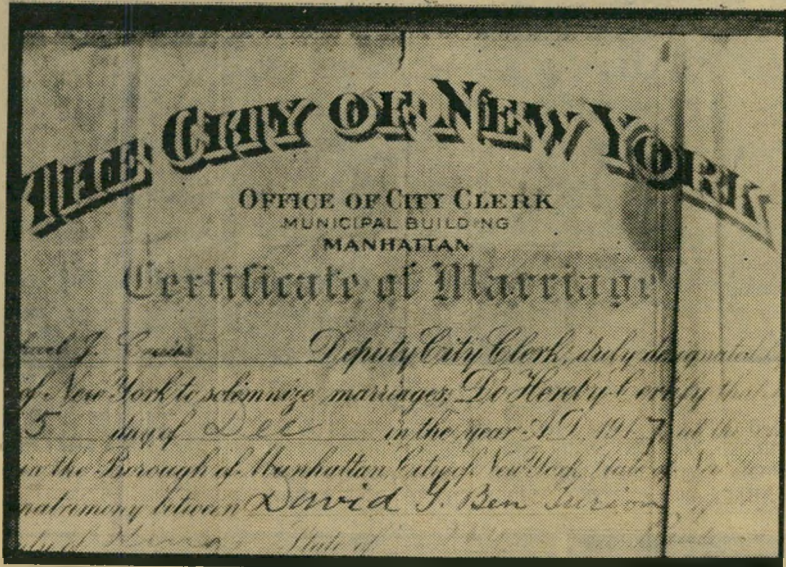 THE CITY OF NEW YORK
OFFICE OF CITY CLERK
MUNICIPAL BUILDING
MANHATTAN
Certificate of Marriage
Deputy City Clerk, duly designated
of New York to solemnize marriages, Do Hereby Certify that
5 day of Dec in the year A.D. 1917 at the
in the Borough of Manhattan, City of New York, State of New
matrimony between David G. Ben Gurion of
of Kings State of